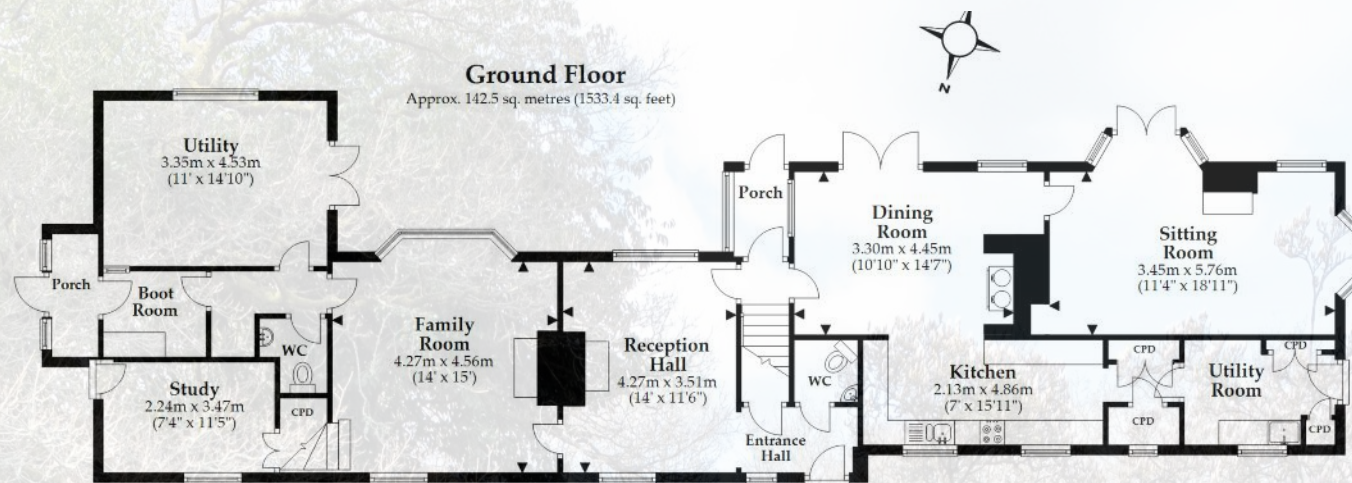 Ground Floor
Approx. 142.5 sq. metres (1533.4 sq. feet)
N
Utility
3.35m x 4.53m
(11' x 14'10")
Porch
Boot
Room
WC
Study
2.24m x 3.47m
(7'4" x 11'5")
CPD
Family
Room
4.27m x 4.56m
(14' x 15')
Reception
Hall
4.27m x 3.51m
(14' x 11'6")
Porch
Entrance
Hall
WC
Dining
Room
3.30m x 4.45m
(10'10" x 14'7")
Kitchen
2.13m x 4.86m
(7' x 15'11")
Sitting
Room
3.45m x 5.76m
(11'4" x 18'11")
CPD
CPD
Utility
Room
CPD
CPD